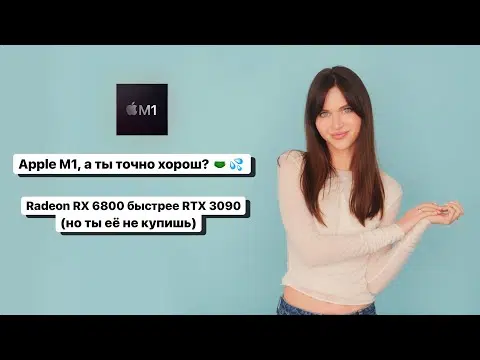 M1
Apple M1, а ты точно хорош? 🩲💦
Radeon RX 6800 быстрее RTX 3090
(но ты её не купишь)